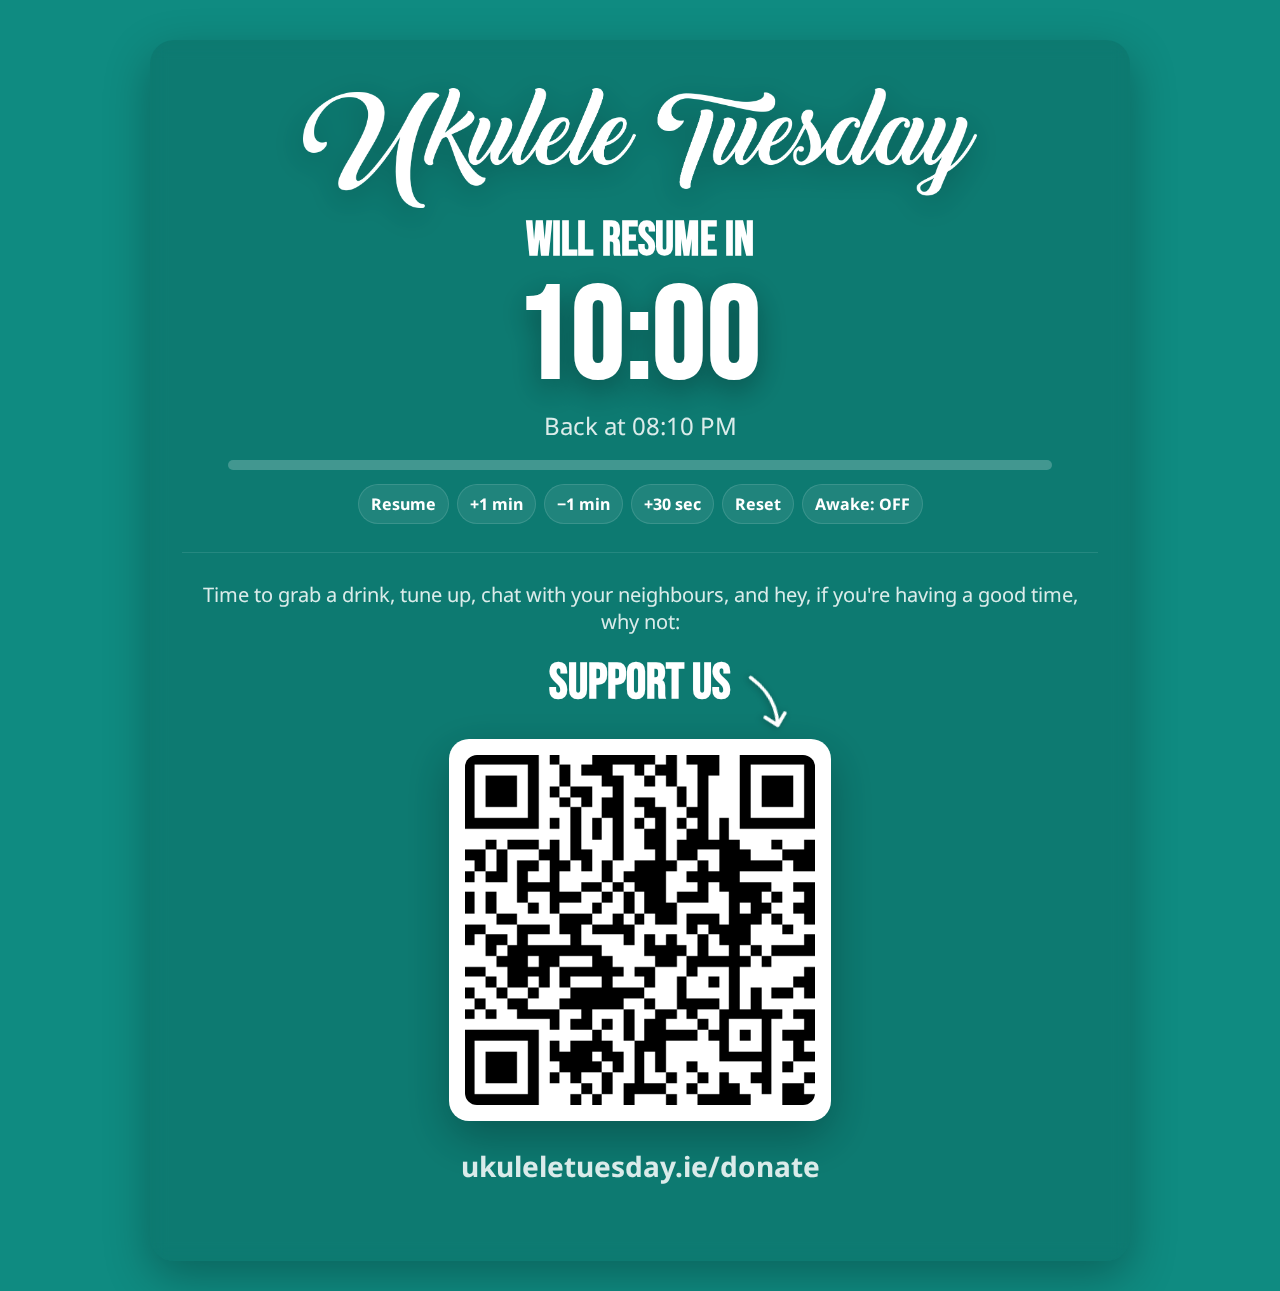 Ukulele Tuesday
WILL RESUME IN
10:00
Back at 08:10 PM
Resume +1 min −1 min +30 sec Reset Awake: OFF
Time to grab a drink, tune up, chat with your neighbours, and hey, if you're having a good time,
why not:
SUPPORT US
ukuleletuesday.ie/donate